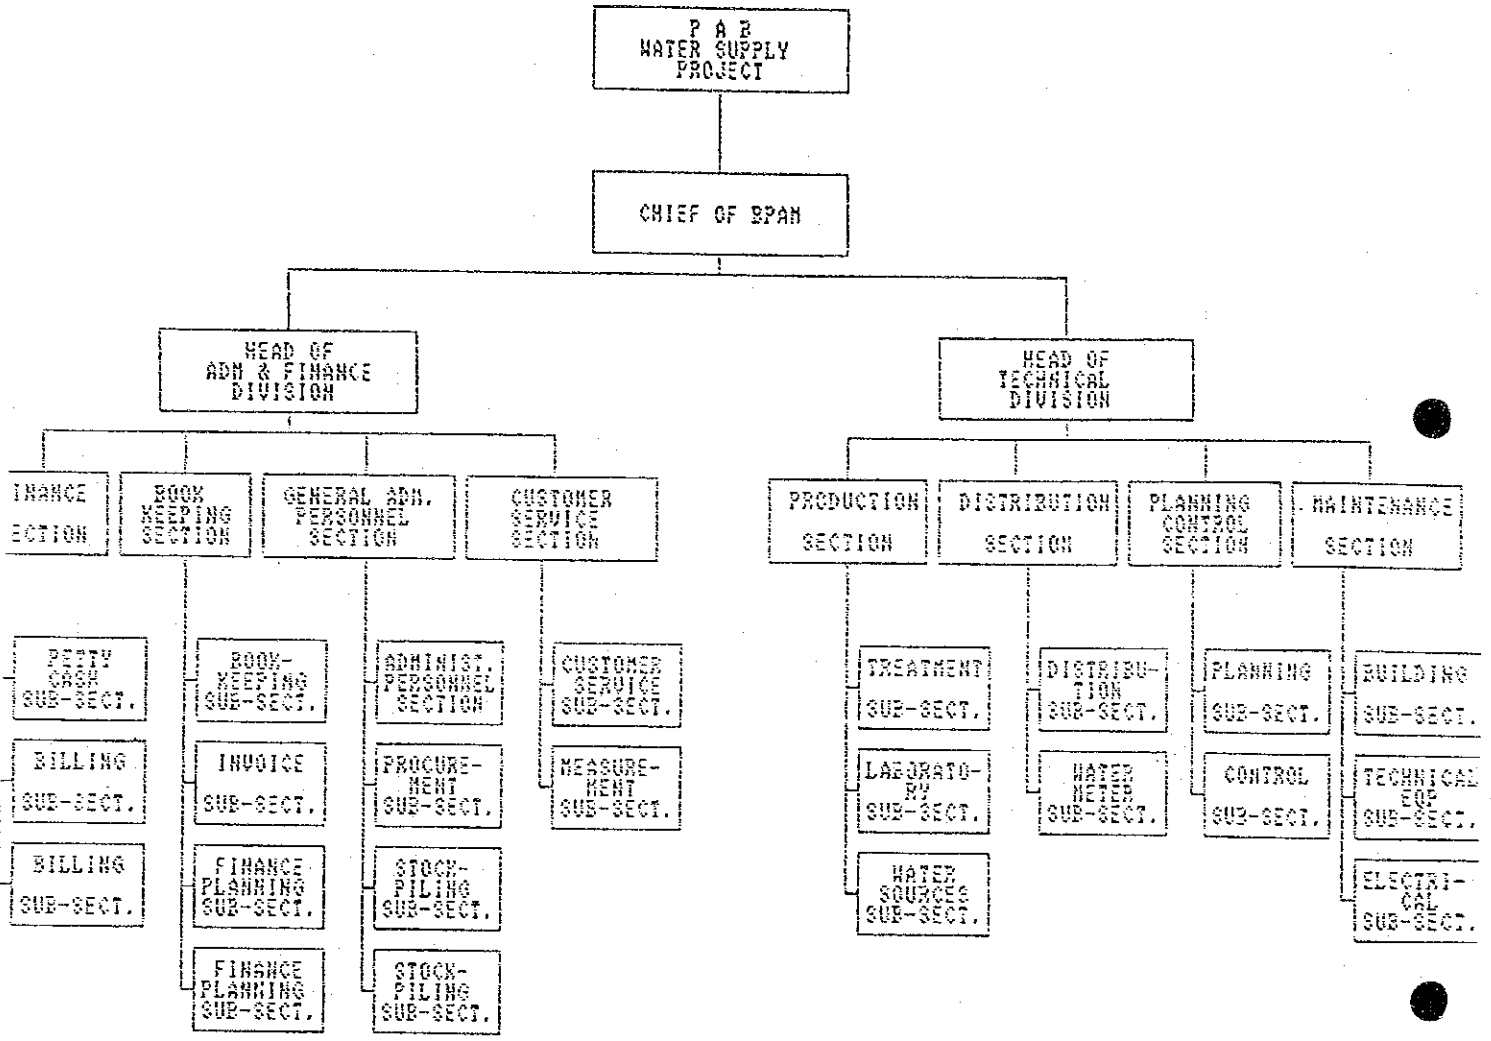 P A B
WATER SUPPLY
PROJECT
CHIEF OF BPAM
HEAD OF
ADM & FINANCE
DIVISION
HEAD OF
TECHNICAL
DIVISION
INANCE
ECTION
BOOK
KEEPING
SECTION
GENERAL ADM.
PERSONNEL
SECTION
CUSTOMER
SERVICE
SECTION
PRODUCTION
SECTION
DISTRIBUTION
SECTION
PLANNING
CONTROL
SECTION
MAINTENANCE
SECTION
PETTY
CASH
SUB-SECT.
BOOK-
KEEPING
SUB-SECT.
ADMINIST.
PERSONNEL
SECTION
CUSTOMER
SERVICE
SUB-SECT.
TREATMENT
SUB-SECT.
DISTRIBU-
TION
SUB-SECT.
PLANNING
SUB-SECT.
BUILDING
SUB-SECT.
BILLING
SUB-SECT.
INVOICE
SUB-SECT.
PROCURE-
MENT
SUB-SECT.
MEASURE-
MENT
SUB-SECT.
LABORATO-
RY
SUB-SECT.
WATER
METER
SUB-SECT.
CONTROL
SUB-SECT.
TECHNICAL
EQP
SUB-SECT.
BILLING
SUB-SECT.
FINANCE
PLANNING
SUB-SECT.
STOCK-
PILING
SUB-SECT.
WATER
SOURCES
SUB-SECT.
ELECTRI-
CAL
SUB-SECT.
FINANCE
PLANNING
SUB-SECT.
STOCK-
PILING
SUB-SECT.